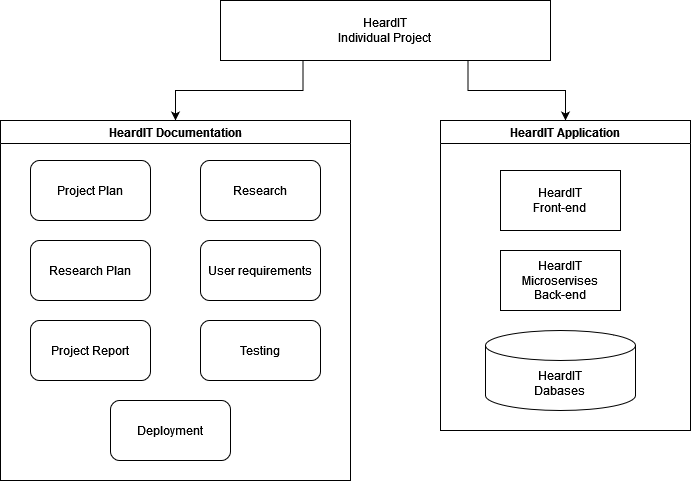 HeardIT
Individual Project
HeardIT Documentation
Project Plan
Research
Research Plan
User requirements
Project Report
Testing
Deployment
HeardIT Application
HeardIT
Front-end
HeardIT
Microservises
Back-end
HeardIT
Dabases